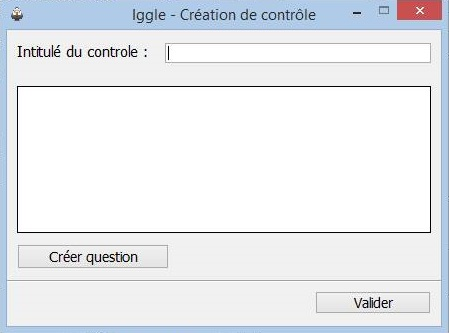 Iggle - Création de contrôle
Intitulé du controle :
Créer question
Valider